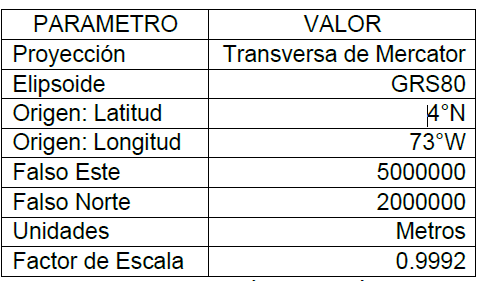 PARAMETRO VALOR
Proyección Transversa de Mercator
Elipsoide GRS80
Origen: Latitud 4°N
Origen: Longitud 73°W
Falso Este 5000000
Falso Norte 2000000
Unidades Metros
Factor de Escala 0.9992